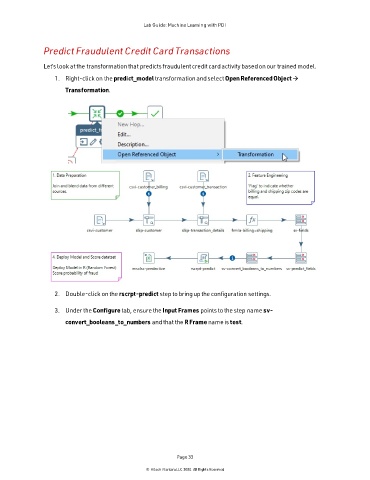 Lab Guide: Machine Learning with PDI
Predict Fraudulent Credit Card Transactions
Let's look at the transformation that predicts fraudulent credit card activity based on our trained model.
1. Right-click on the predict_model transformation and select Open Referenced Object →
Transformation.
New Hop...
Edit...
Description...
Open Referenced Object > Transformation
1. Data Preparation
Join and blend data from different
sources.
csvi-customer_billing
csvi-customer_transaction
2. Feature Engineering
'Flag' to indicate whether
billing and shipping zip codes are
equal.
csvi-customer
sklp-customer
sklp-transaction_details
fmla-billing=shipping
sv-fields
4. Deploy Model and Score dataset
Deploy Model in R (Random Forest)
Score probability of fraud
rscript-predict
sv-convert_booleans_to_numbers
sv-predict_fields
2. Double-click on the rscrpt-predict step to bring up the configuration settings.
3. Under the Configure tab, ensure the Input Frames points to the step name sv-
convert_booleans_to_numbers and that the R Frame name is test.
Page 33
© Hitachi Vantara LLC 2020. All Rights Reserved